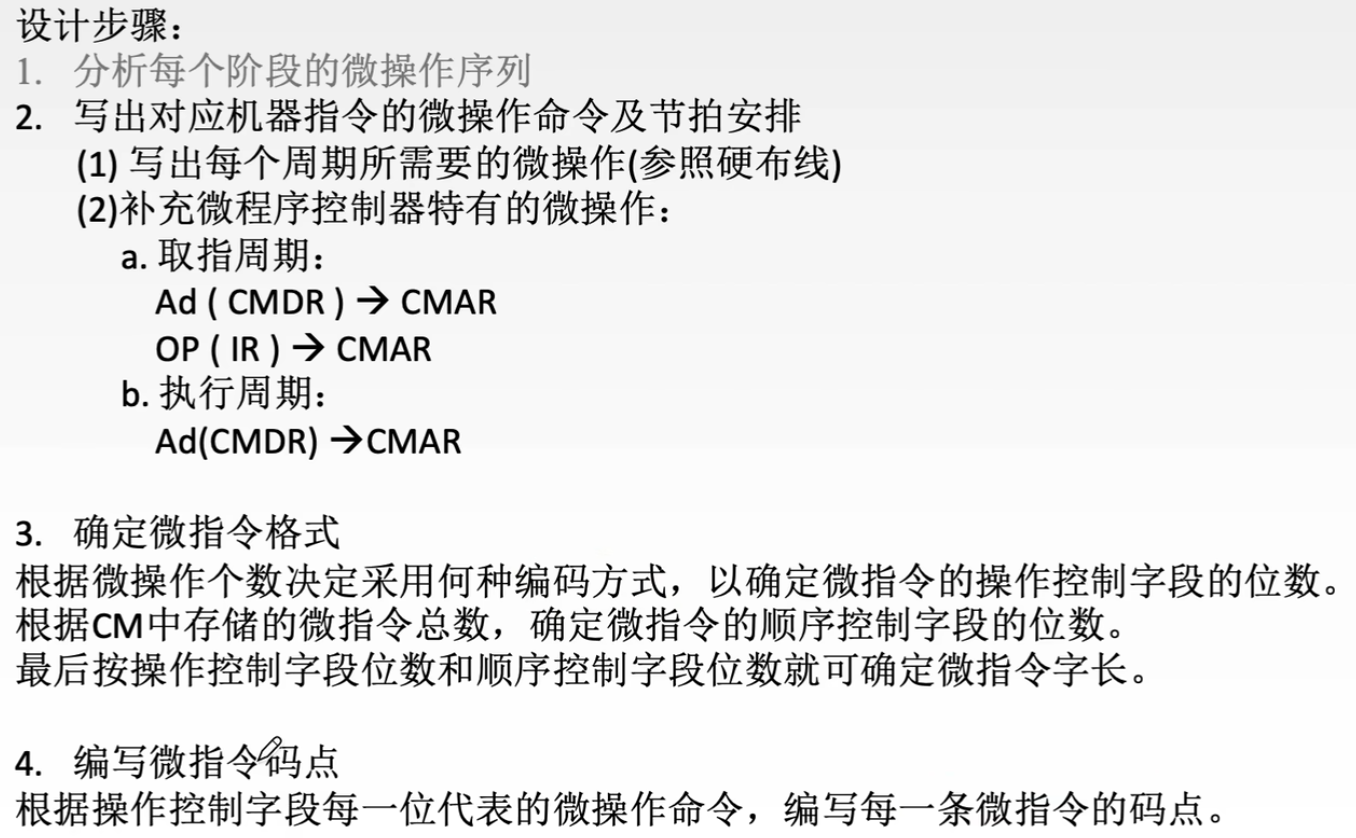 设计步骤：
1. 分析每个阶段的微操作序列
2. 写出对应机器指令的微操作命令及节拍安排
(1) 写出每个周期所需要的微操作(参照硬布线)
(2)补充微程序控制器特有的微操作：
a. 取指周期：
Ad ( CMDR ) → CMAR
OP ( IR ) → CMAR
b. 执行周期：
Ad(CMDR) →CMAR
3. 确定微指令格式
根据微操作个数决定采用何种编码方式，以确定微指令的操作控制字段的位数。
根据CM中存储的微指令总数，确定微指令的顺序控制字段的位数。
最后按操作控制字段位数和顺序控制字段位数就可确定微指令字长。
4. 编写微指令码点
根据操作控制字段每一位代表的微操作命令，编写每一条微指令的码点。